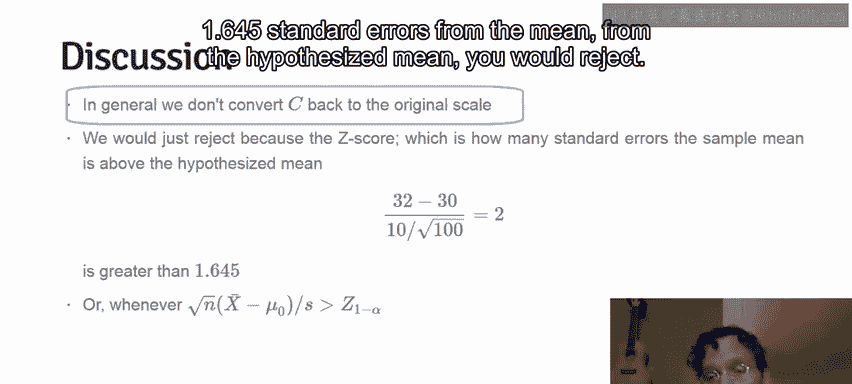 1.645 standard errors from the mean, from
the hypothesized mean, you would reject.
Discussion
· In general we don't convert C back to the original scale
· We would just reject because the Z-score; which is how many standard errors the sample mean
is above the hypothesized mean
32 − 30
10/√100
= 2
is greater than 1.645
· Or, whenever √n(X̄ − μ₀)/s > Z₁₋α